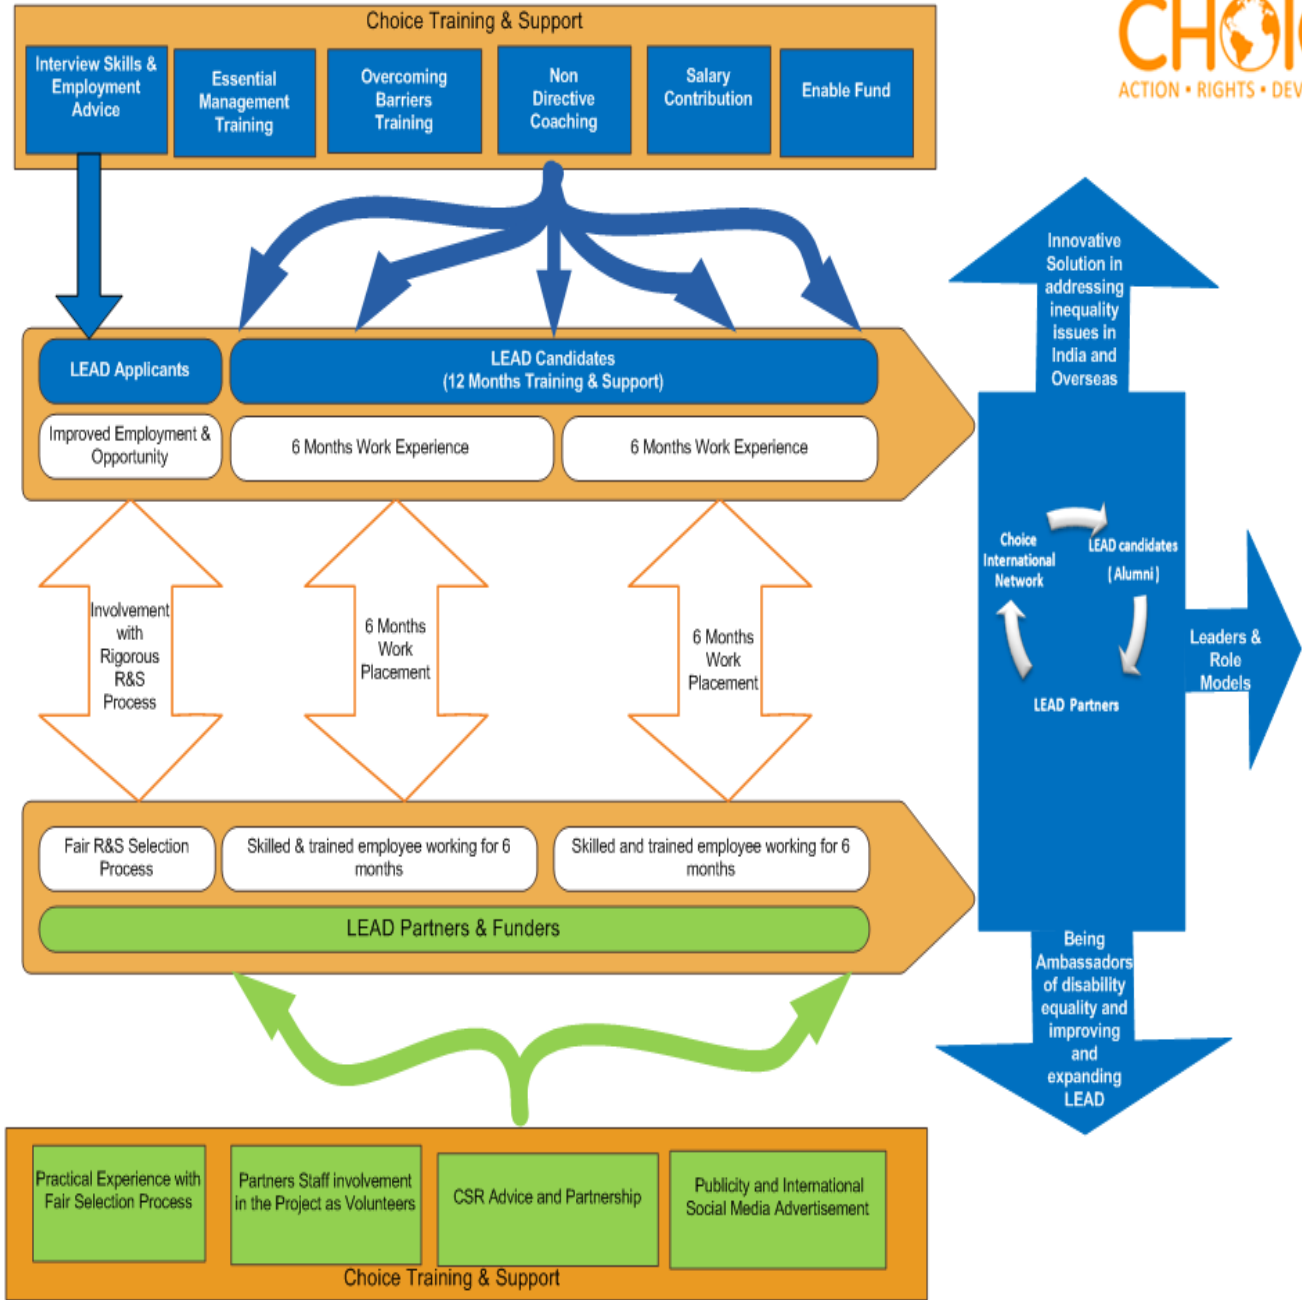 Choice Training & Support
Interview Skills &
Employment
Advice
Essential
Management
Training
Overcoming
Barriers
Training
Non
Directive
Coaching
Salary
Contribution
Enable Fund
ACTION • RIGHTS •
LEAD Applicants
LEAD Candidates
(12 Months Training & Support)
Improved Employment &
Opportunity
6 Months Work Experience
6 Months Work Experience
Involvement
with
Rigorous
R&S
Process
6 Months
Work
Placement
6 Months
Work
Placement
Fair R&S Selection
Process
Skilled & trained employee working for 6
months
Skilled and trained employee working for 6
months
LEAD Partners & Funders
Practical Experience with
Fair Selection Process
Partners Staff involvement
in the Project as Volunteers
CSR Advice and Partnership
Publicity and International
Social Media Advertisement
Choice Training & Support
Innovative
Solution in
addressing
inequality
issues in
India and
Overseas
Choice
International
Network
LEAD candidates
(Alumni)
LEAD Partners
Leaders &
Role
Models
Being
Ambassadors
of disability
equality and
improving
and
expanding
LEAD